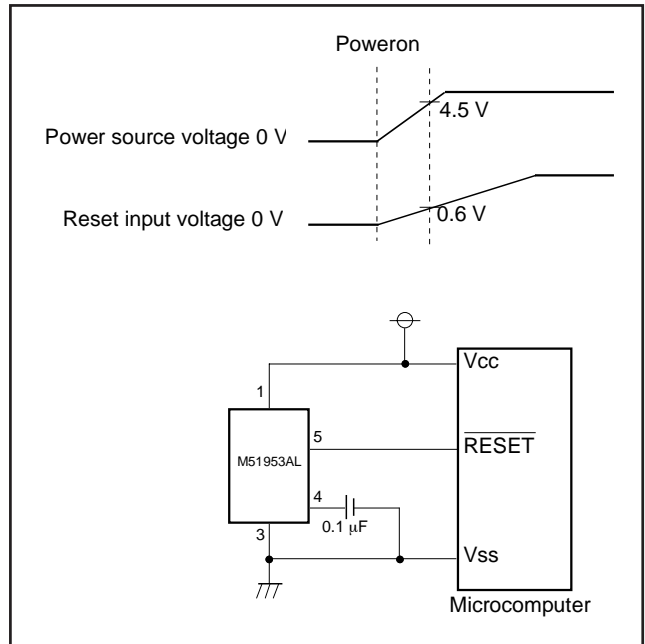 Poweron
4.5 V
Power source voltage 0 V
0.6 V
Reset input voltage 0 V
Vcc
1
5
RESET
M51953AL
4
0.1 μF
3
Vss
Microcomputer